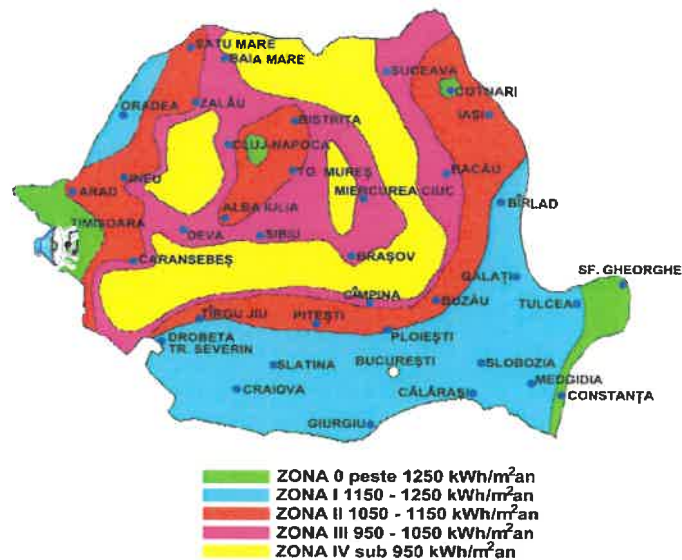 SATU MARE
BAIA MARE
SUCEAVA
COTNARI
ORADEA
ZALĂU
IASI
BISTRITA
CLUJ-NAPOCA
BACĂU
INEU
TG. MUREȘ
ARAD
MIERCUREA CIUC
BÎRLAD
ALBA IULIA
TIMIȘOARA
DEVA
SIBIU
BRAȘOV
CARANSEBEȘ
SF. GHEORGHE
GALAȚI
CÎMPINA
BUZĂU
TULCEA
TÎRGU JIU
PITEȘTI
PLOIEȘTI
DROBETA
TR. SEVERIN
BUCUREȘTI
SLATINA
SLOBOZIA
MEDGIDIA
CRAIOVA
CĂLĂRAȘI
CONSTANȚA
GIURGIU
ZONA 0 peste 1250 kWh/m²an
ZONA I 1150 - 1250 kWh/m²an
ZONA II 1050 - 1150 kWh/m²an
ZONA III 950 - 1050 kWh/m²an
ZONA IV sub 950 kWh/m²an